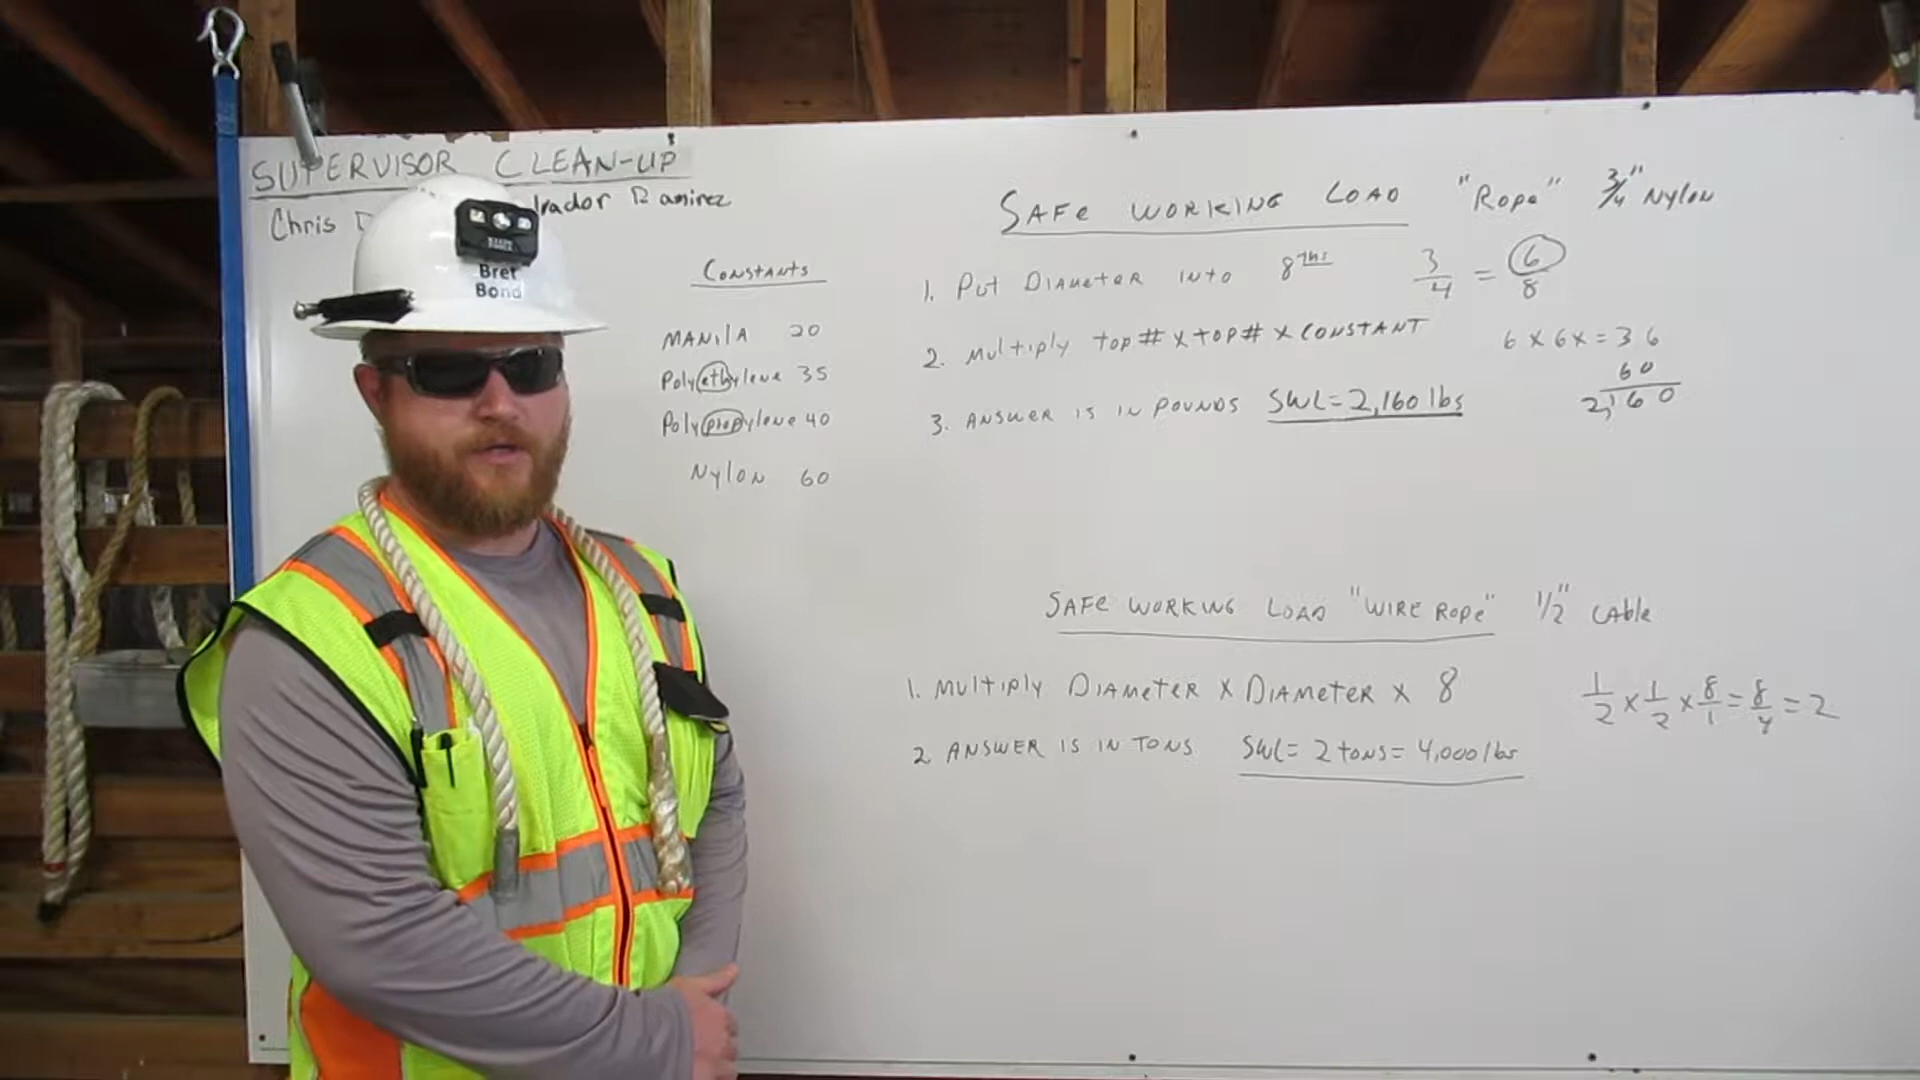 SUPERVISOR CLEAN-UP
Chris Ramirez
Bret
Bond
Constants
MANILA 20
Polyethylene 35
Polypropylene 40
Nylon 60
SAFe WORKING LOAD "Rope" 3/4" Nylon
1. Put Diameter into 8ths 3/4 = 6/8
2. Multiply top # x top # x CONSTANT 6 x 6 x = 36
60
3. ANSWER IS IN POUNDS SWL = 2,160 lbs 2,160
SAFe WORKING LOAD "WIRE Rope" 1/2" CAble
1. Multiply Diameter x Diameter x 8 1/2 x 1/2 x 8/1 = 8/4 = 2
2. ANSWER IS IN TONS SWL = 2 tons = 4,000 lbs